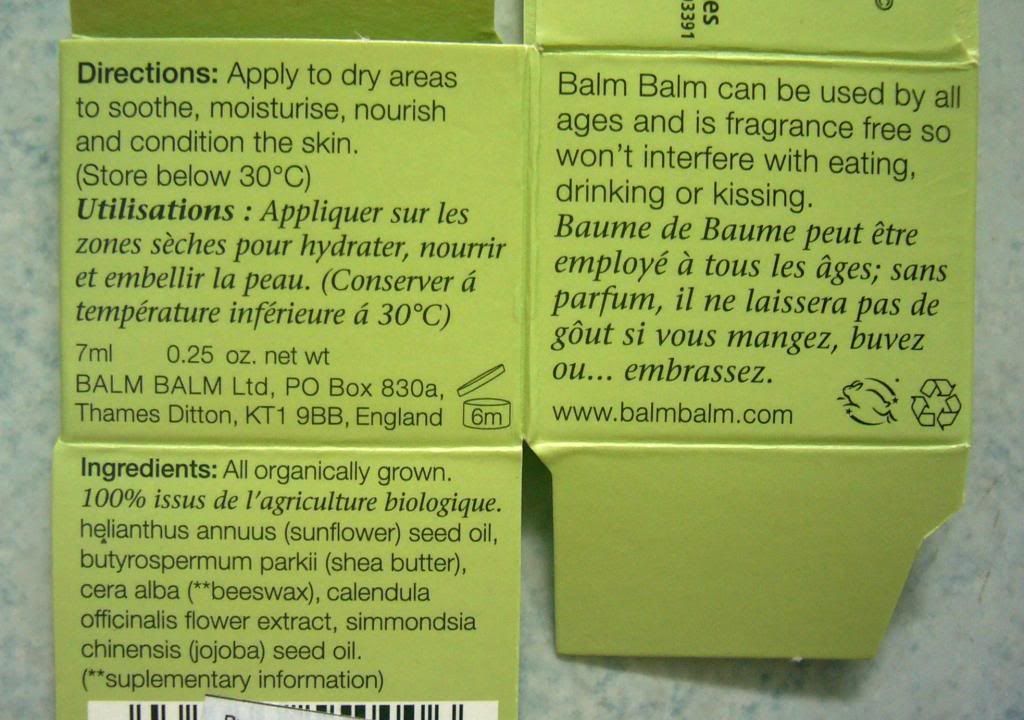 es
03391
©
Directions: Apply to dry areas
to soothe, moisturise, nourish
and condition the skin.
(Store below 30°C)
Utilisations : Appliquer sur les
zones sèches pour hydrater, nourrir
et embellir la peau. (Conserver á
température inférieure á 30°C)
7ml 0.25 oz. net wt
BALM BALM Ltd, PO Box 830a,
Thames Ditton, KT1 9BB, England
6m
Balm Balm can be used by all
ages and is fragrance free so
won't interfere with eating,
drinking or kissing.
Baume de Baume peut être
employé à tous les âges; sans
parfum, il ne laissera pas de
gôut si vous mangez, buvez
ou... embrassez.
www.balmbalm.com
Ingredients: All organically grown.
100% issus de l'agriculture biologique.
helianthus annuus (sunflower) seed oil,
butyrospermum parkii (shea butter),
cera alba (**beeswax), calendula
officinalis flower extract, simmondsia
chinensis (jojoba) seed oil.
(**suplementary information)